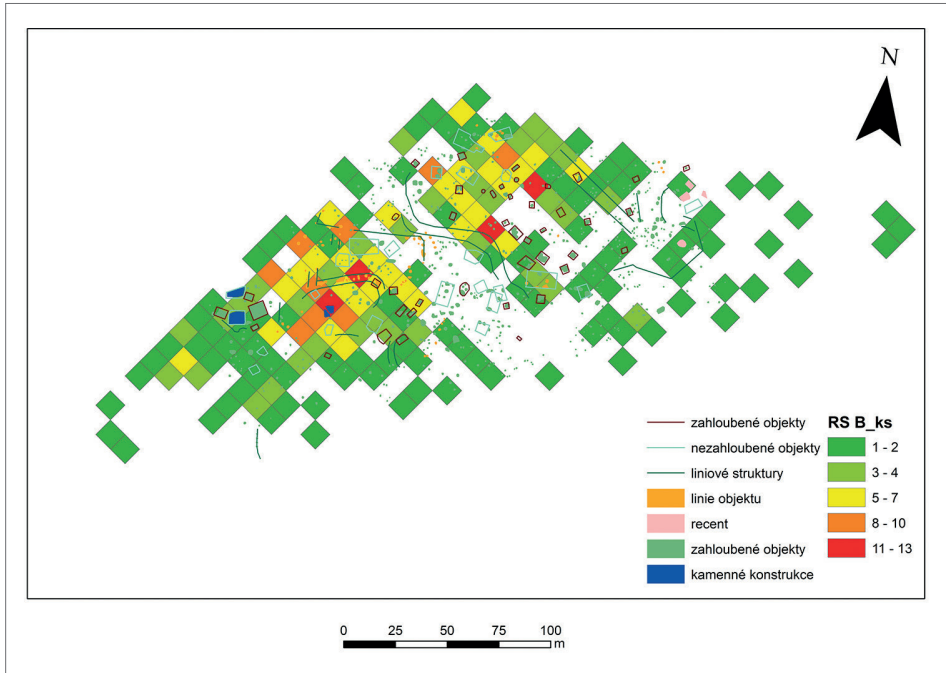 N
zahloubené objekty
nezahloubené objekty
liniové struktury
linie objektu
recent
zahloubené objekty
kamenné konstrukce
RS B_ks
1 - 2
3 - 4
5 - 7
8 - 10
11 - 13
0 25 50 75 100
m